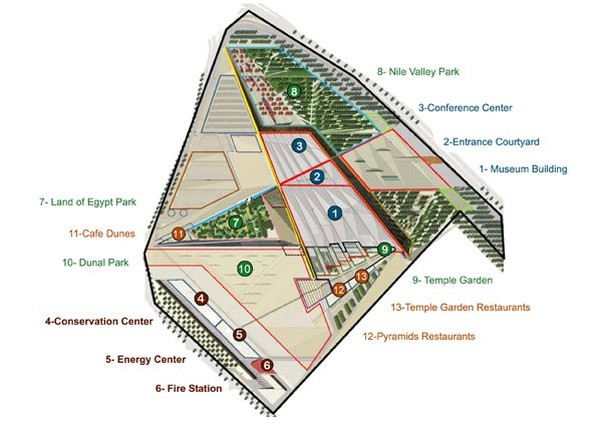 8- Nile Valley Park
3-Conference Center
2-Entrance Courtyard
1- Museum Building
7- Land of Egypt Park
11-Cafe Dunes
10- Dunal Park
4-Conservation Center
5- Energy Center
6- Fire Station
9- Temple Garden
13-Temple Garden Restaurants
12-Pyramids Restaurants
8
3
2
1
7
11
9
10
13
12
4
5
6